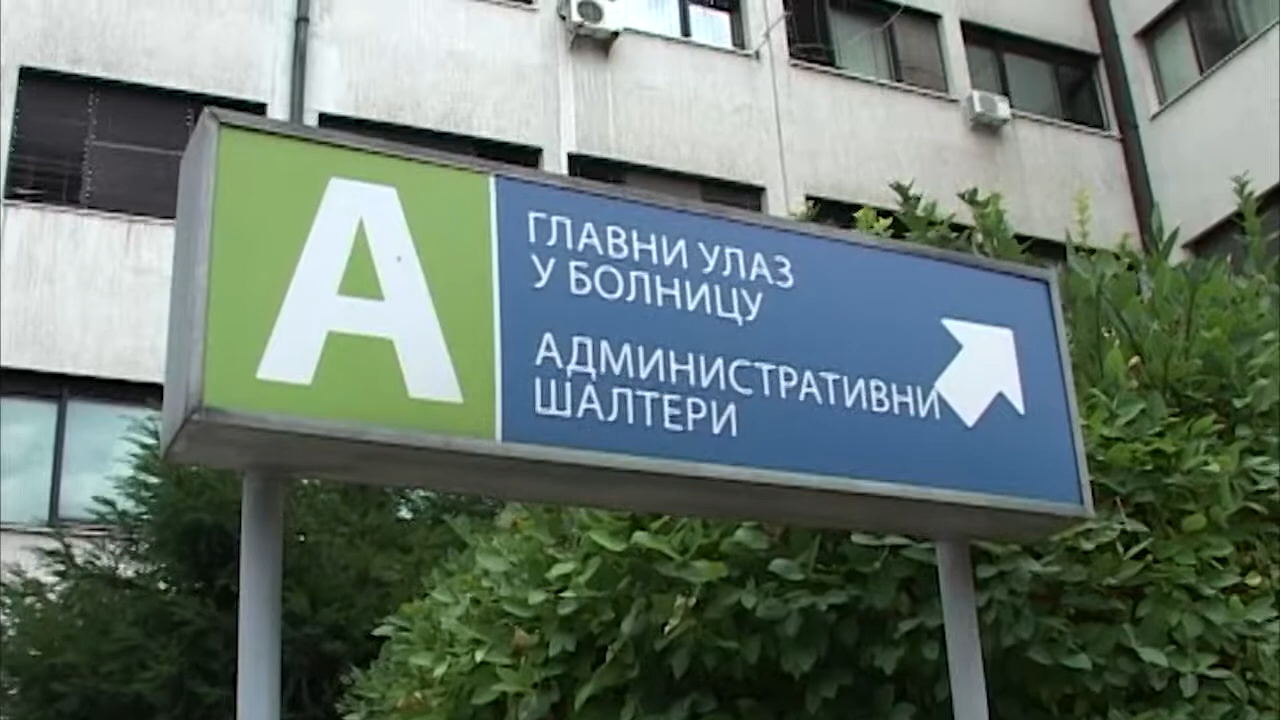 А
ГЛАВНИ УЛАЗ
У БОЛНИЦУ
АДМИНИСТРАТИВНИ
ШАЛТЕРИ